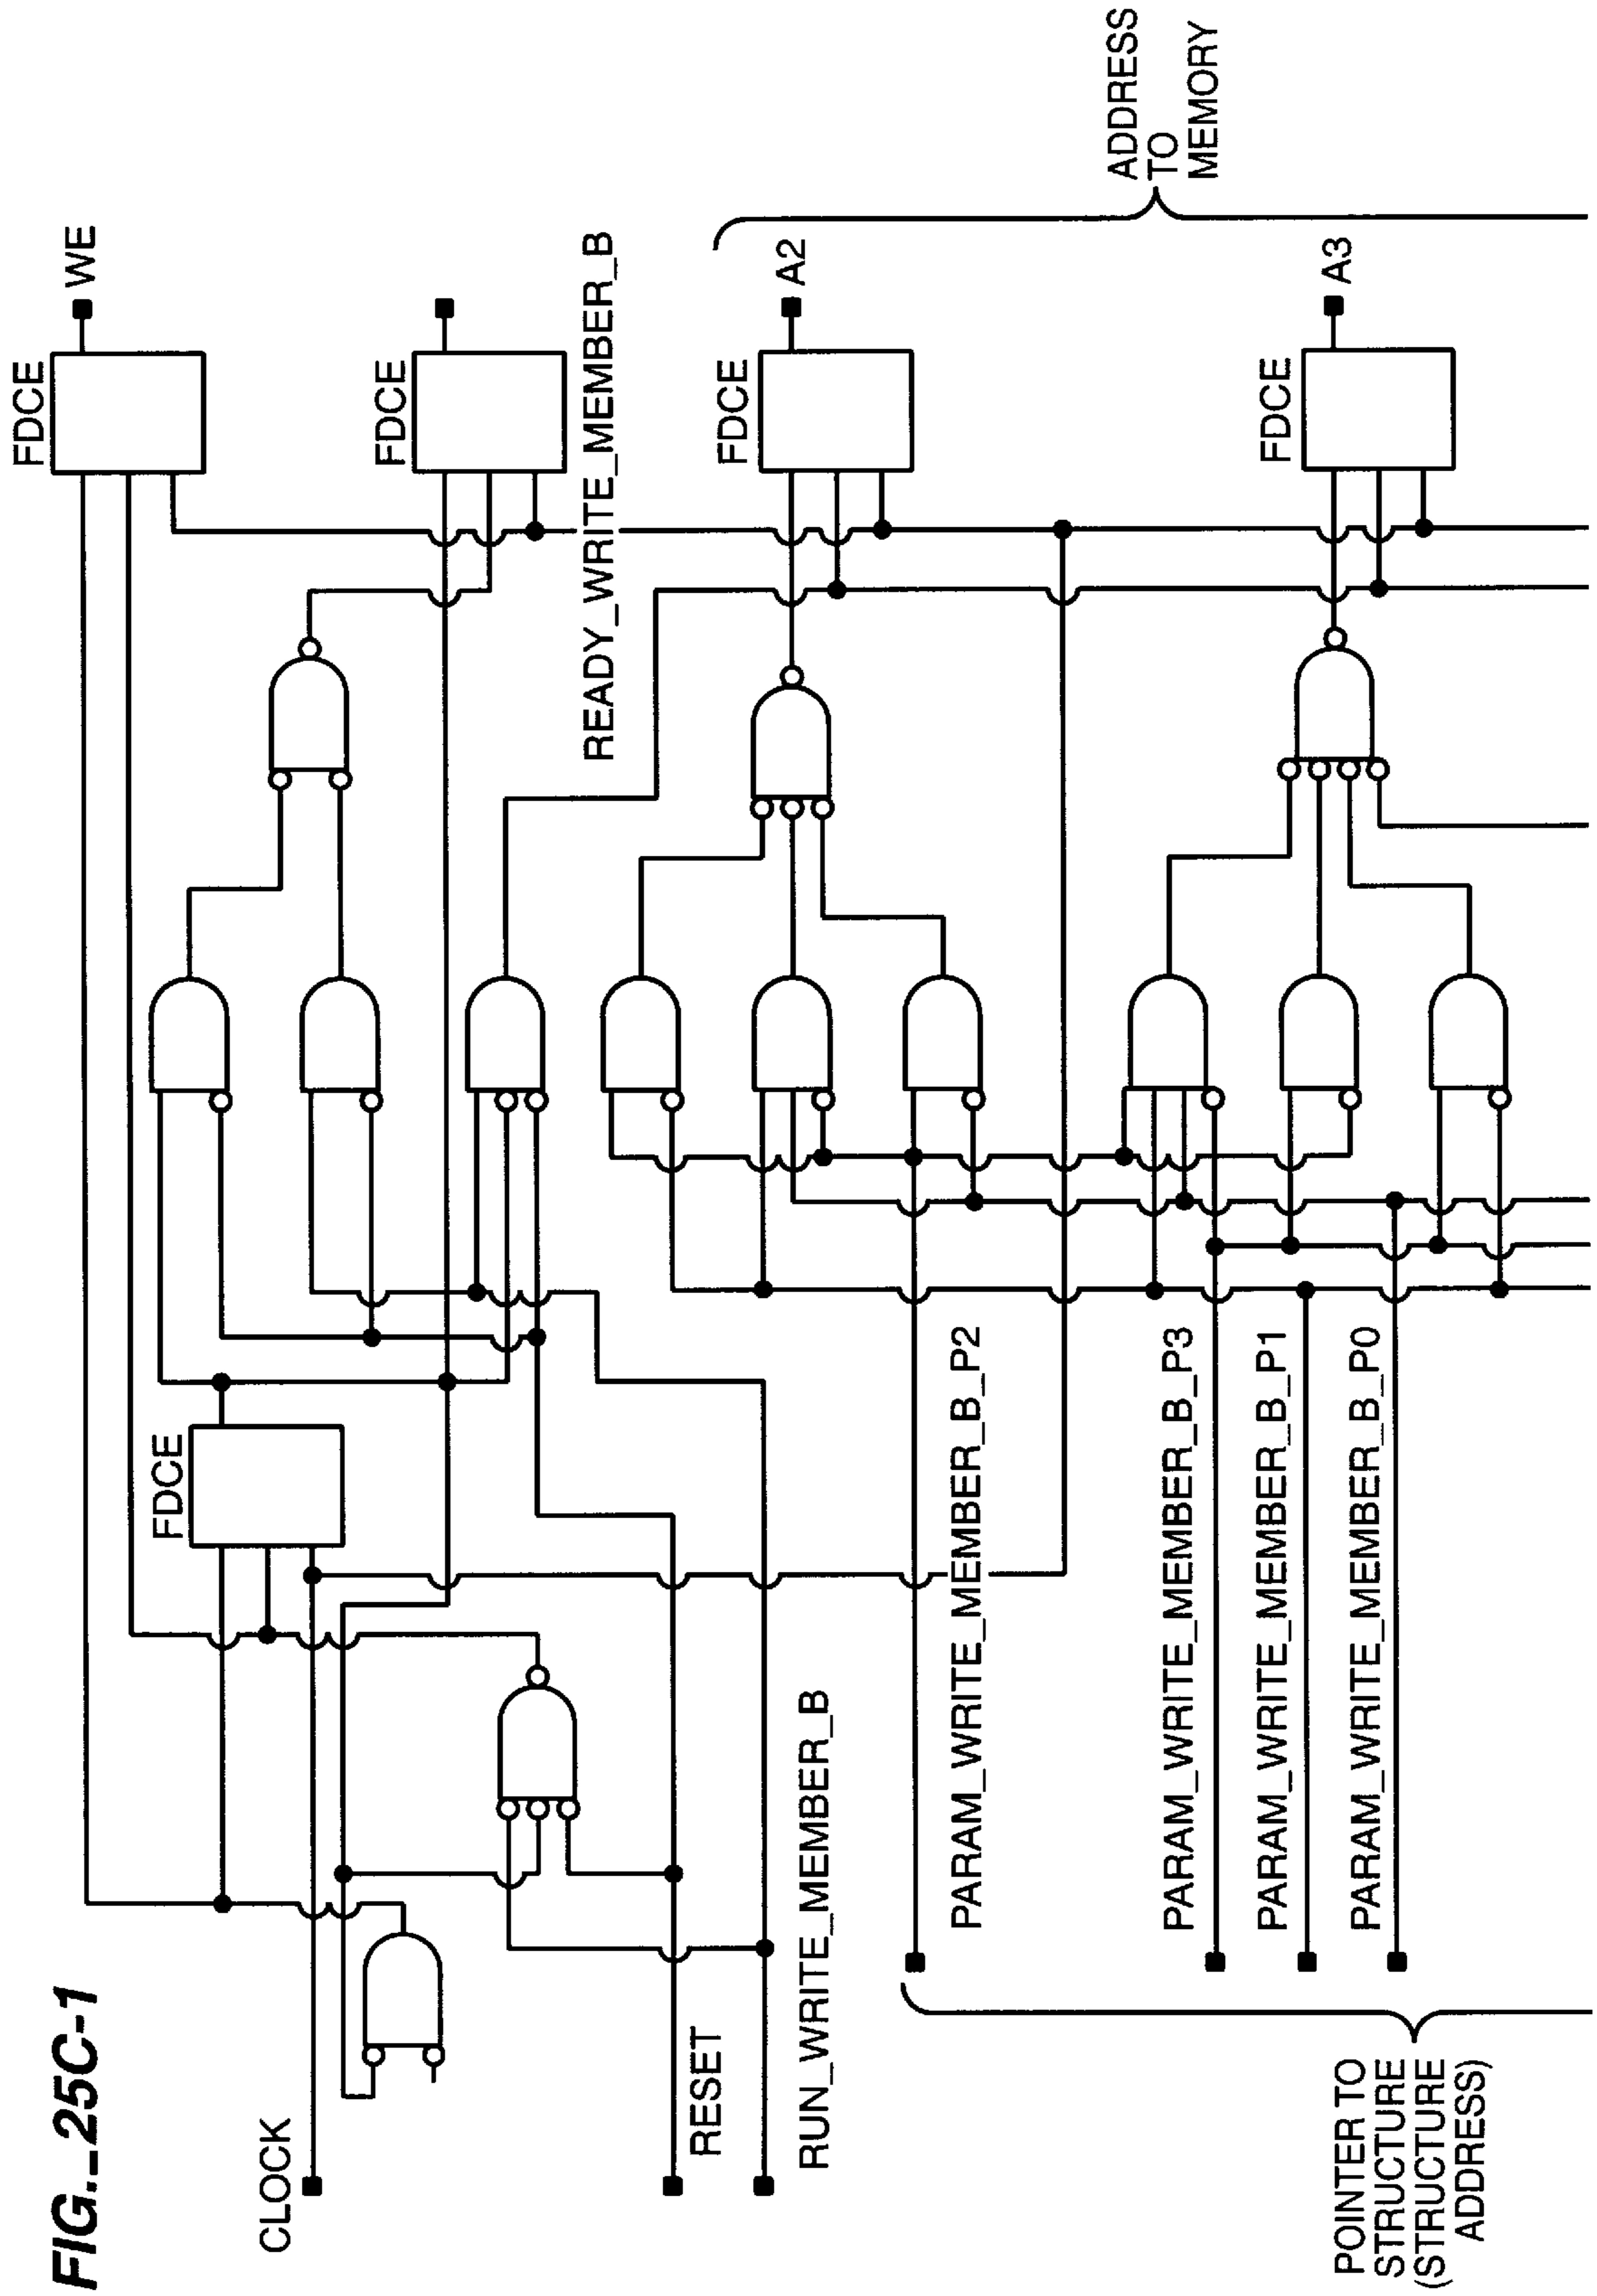 FIG._25C-1
CLOCK
RESET
RUN_WRITE_MEMBER_B
POINTER TO
STRUCTURE
(STRUCTURE
ADDRESS)
PARAM_WRITE_MEMBER_B_P2
PARAM_WRITE_MEMBER_B_P3
PARAM_WRITE_MEMBER_B_P1
PARAM_WRITE_MEMBER_B_P0
FDCE
FDCE
WE
FDCE
READY_WRITE_MEMBER_B
FDCE
A2
FDCE
A3
ADDRESS
TO
MEMORY